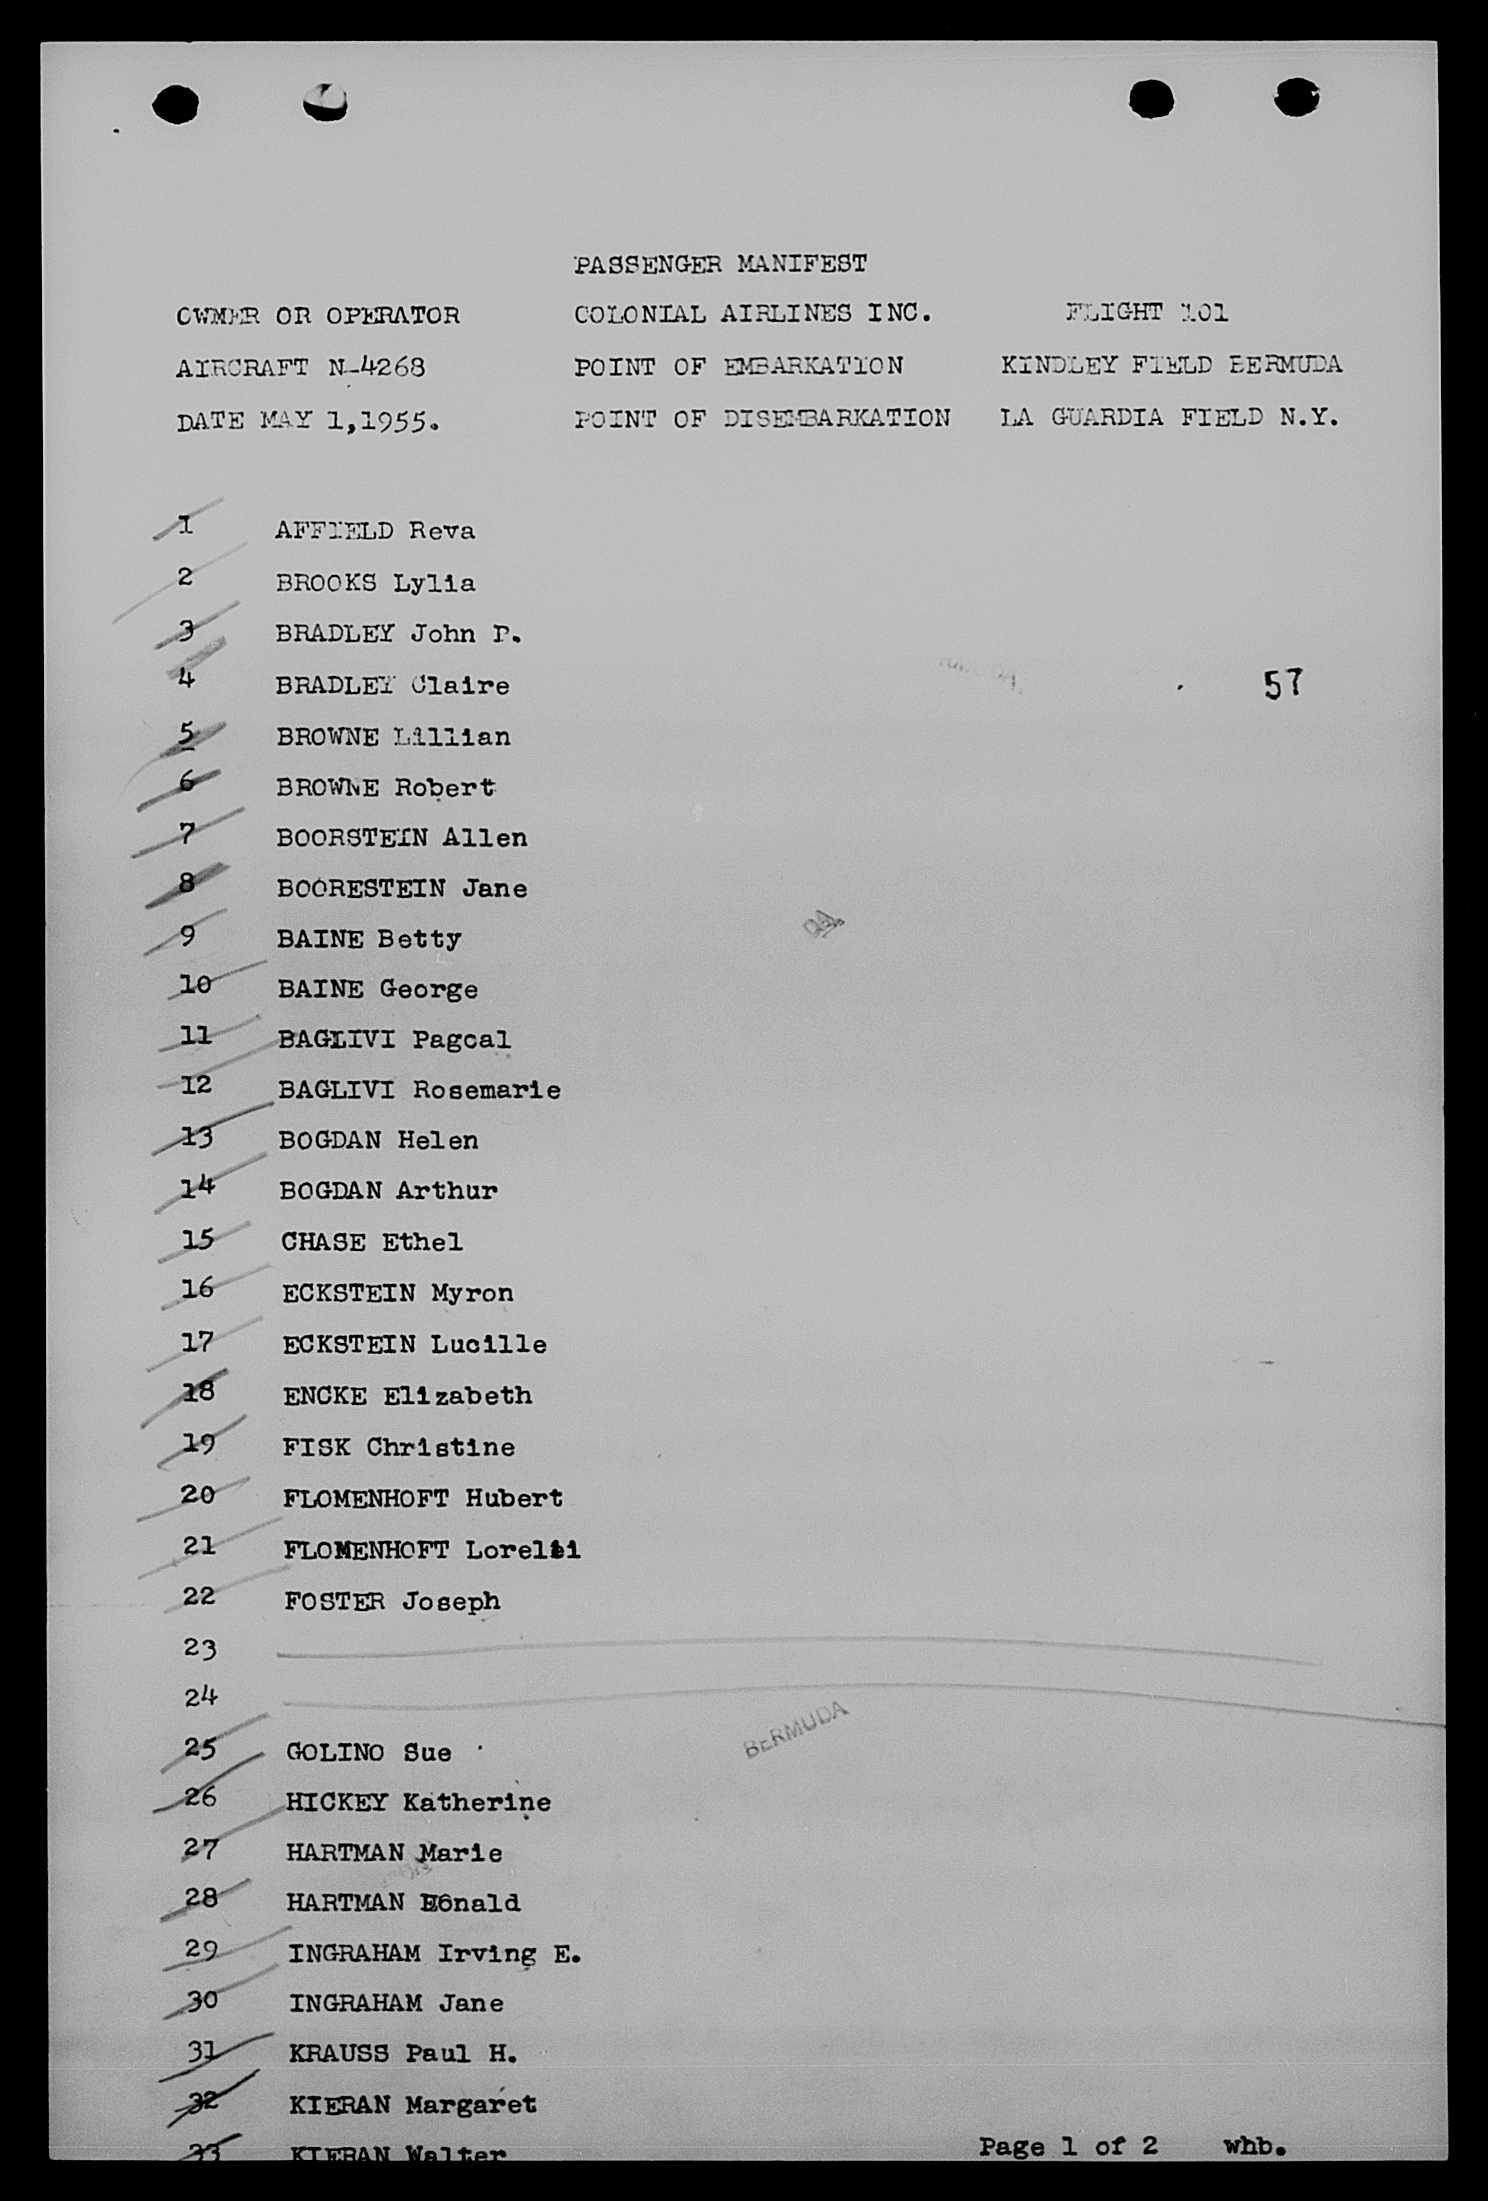 PASSENGER MANIFEST
OWNER OR OPERATOR COLONIAL AIRLINES INC. FLIGHT 101
AIRCRAFT N-4268 POINT OF EMBARKATION KINDLEY FIELD BERMUDA
DATE MAY 1,1955. POINT OF DISEMBARKATION LA GUARDIA FIELD N.Y.
1 AFFIELD Reva
2 BROOKS Lylia
3 BRADLEY John P.
4 BRADLEY Claire 57
5 BROWNE Lillian
6 BROWNE Robert
7 BOORSTEIN Allen
8 BOORESTEIN Jane
9 BAINE Betty
10 BAINE George
11 BAGLIVI Pagcal
12 BAGLIVI Rosemarie
13 BOGDAN Helen
14 BOGDAN Arthur
15 CHASE Ethel
16 ECKSTEIN Myron
17 ECKSTEIN Lucille
18 ENCKE Elizabeth
19 FISK Christine
20 FLOMENHOFT Hubert
21 FLOMENHOFT
22 FOSTER Joseph
23
24
BERMUDA
25 GOLINO Sue
26 HICKEY Katherine
27 HARTMAN Marie
28 HARTMAN
29 INGRAHAM Irving E.
30 INGRAHAM Jane
31 KRAUSS Paul H.
32 KIERAN Margaret
33 KIERAN Walter
Page 1 of 2 whb.